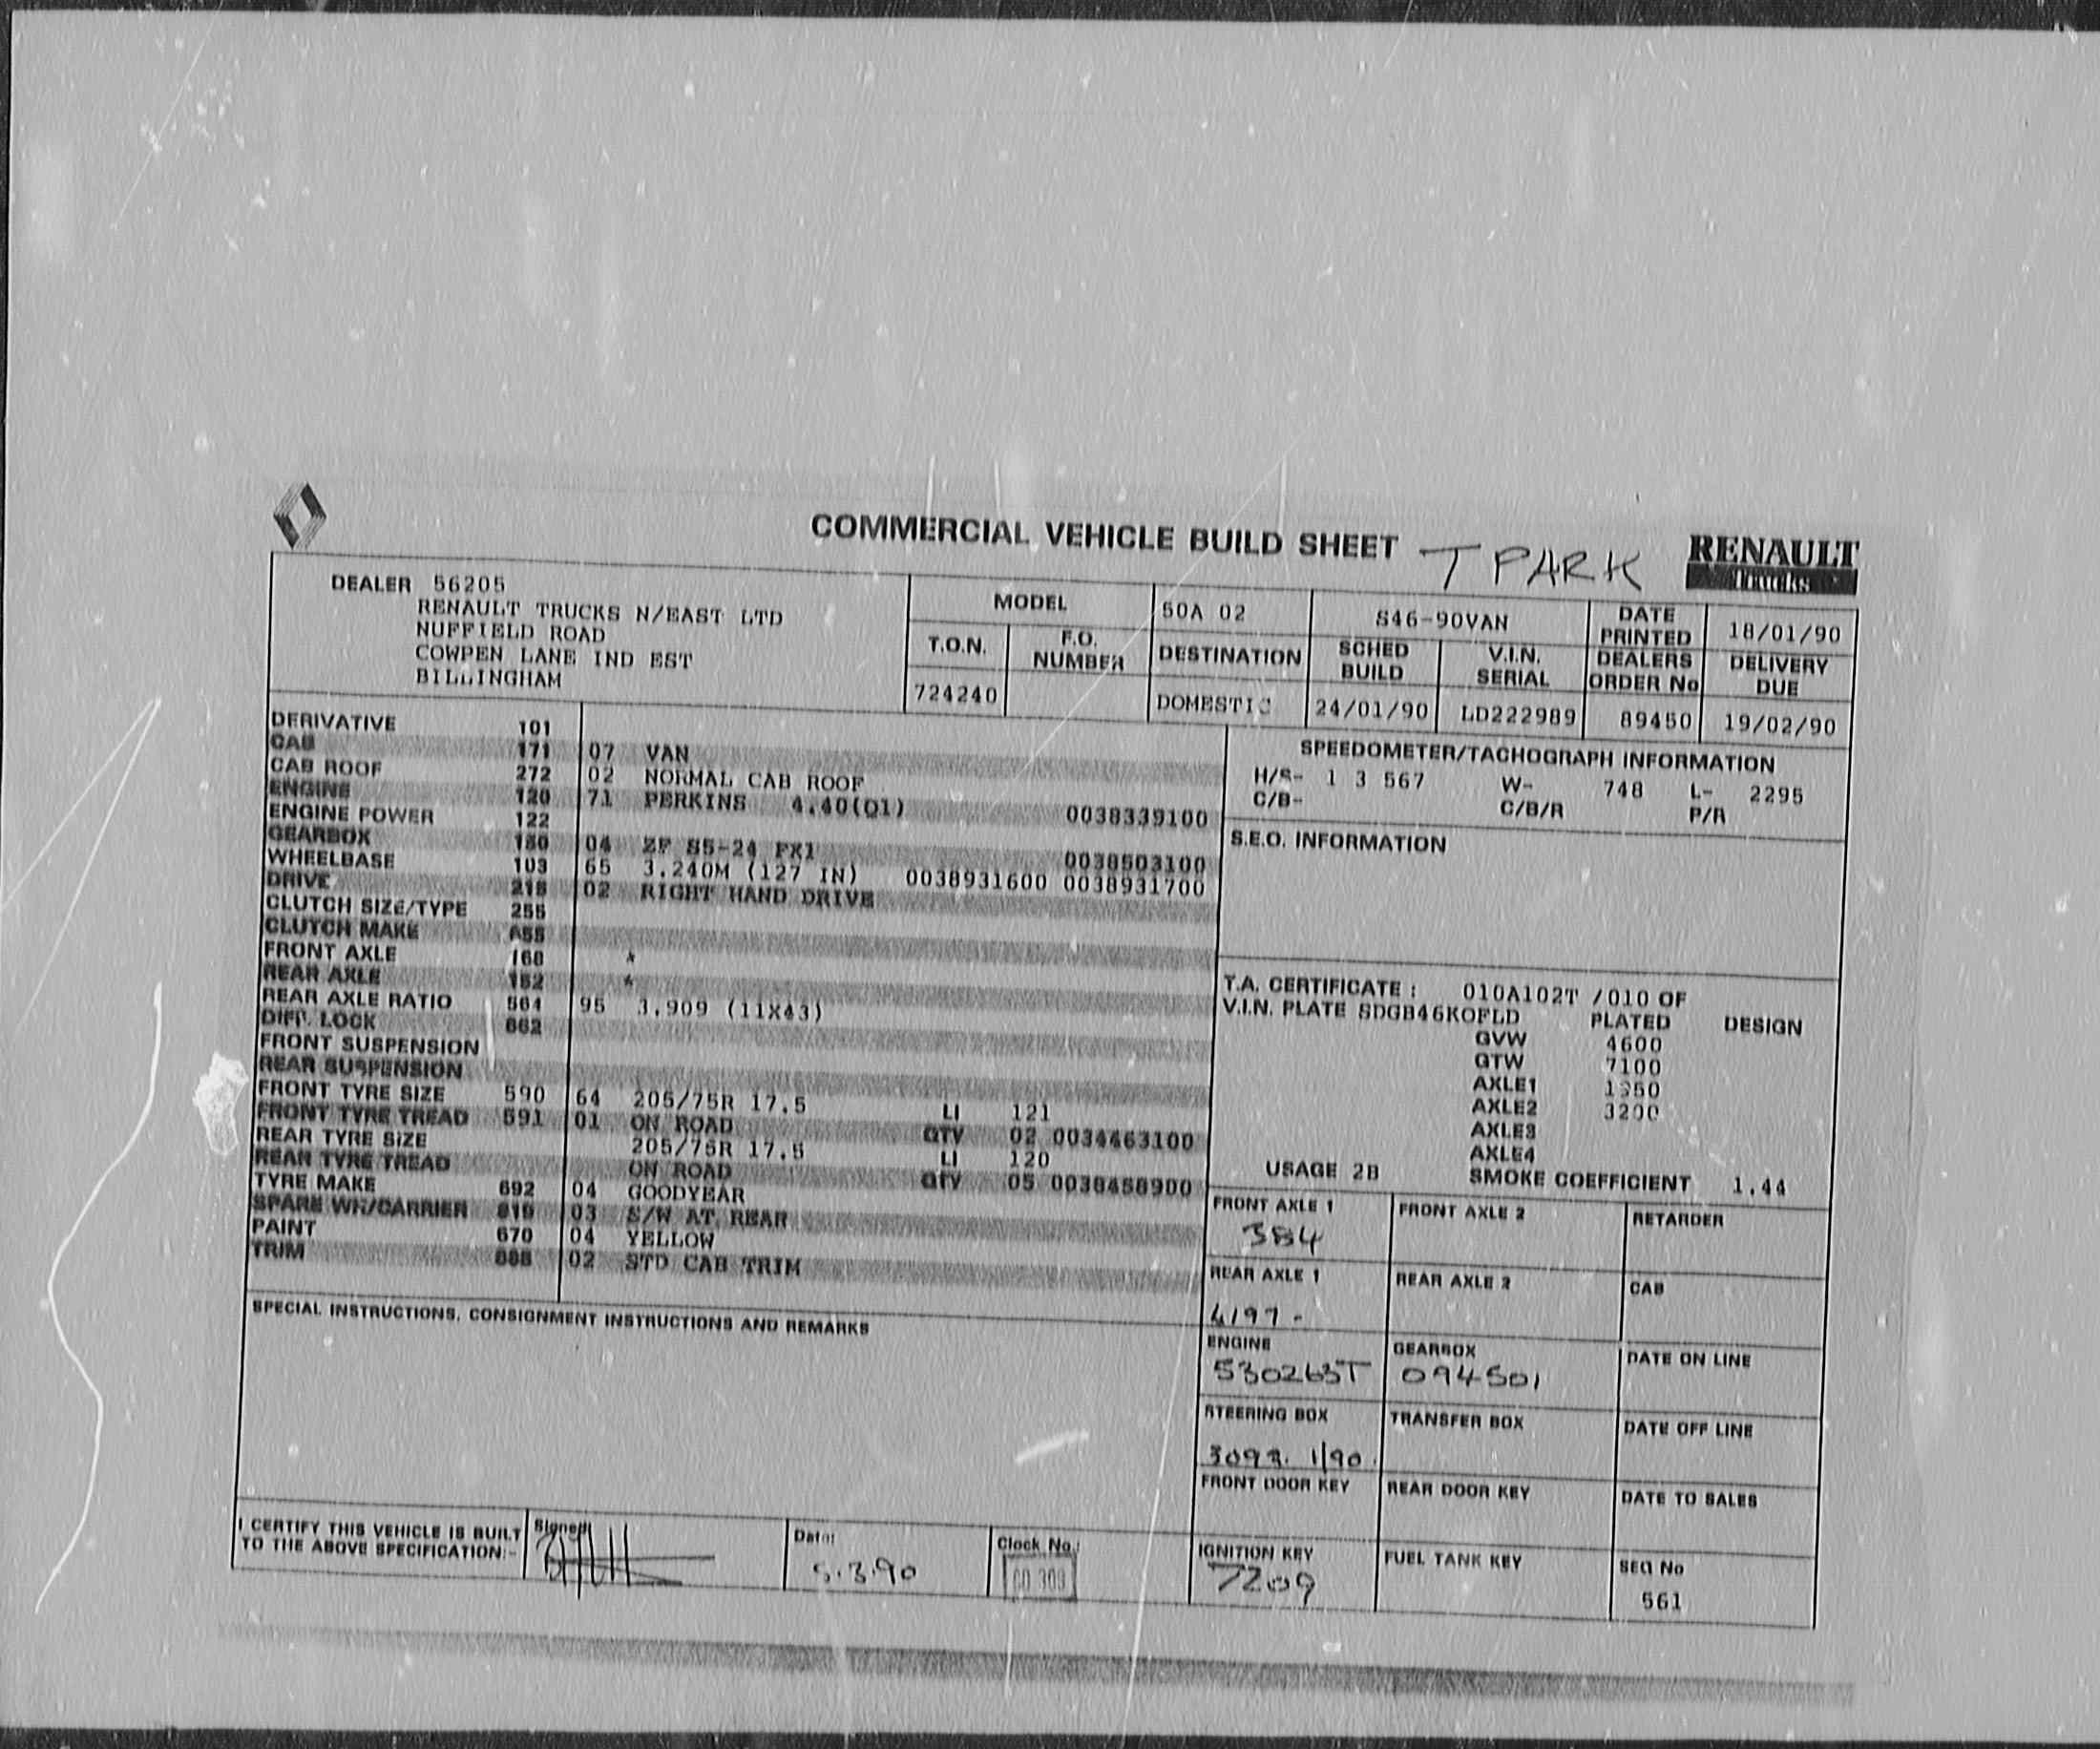 COMMERCIAL VEHICLE BUILD SHEET T PARK RENAULT Trucks
DEALER 56205
RENAULT TRUCKS N/EAST LTD
NUFFIELD ROAD
COWPEN LANE IND EST
BILLINGHAM
MODEL 50A 02 S46-90VAN DATE PRINTED 18/01/90
T.O.N. F.O. NUMBER DESTINATION SCHED BUILD V.I.N. SERIAL DEALERS ORDER No DELIVERY DUE
724240 DOMESTIC 24/01/90 LD222989 89450 19/02/90
DERIVATIVE 101
CAB 171 07 VAN
CAB ROOF 272 02 NORMAL CAB ROOF
ENGINE 120 71 PERKINS 4.40(Q1) 0038339100
ENGINE POWER 122
GEARBOX 180 04 ZF S5-24 FX1 0038503100
WHEELBASE 103 65 3.240M (127 IN) 0038931600 0038931700
DRIVE 218 02 RIGHT HAND DRIVE
CLUTCH SIZE/TYPE 255
CLUTCH MAKE
FRONT AXLE 168 *
REAR AXLE 152 *
REAR AXLE RATIO 564 95 3.909 (11X43)
DIFF. LOCK 662
FRONT SUSPENSION
REAR SUSPENSION
FRONT TYRE SIZE 590 64 205/75R 17.5 LI 121
FRONT TYRE TREAD 591 01 ON ROAD QTY 02 0034463100
REAR TYRE SIZE 205/75R 17.5 LI 120
REAR TYRE TREAD ON ROAD QTY 05 0038458900
TYRE MAKE 692 04 GOODYEAR
SPARE WH/CARRIER 619 03 S/W AT REAR
PAINT 670 04 YELLOW
TRIM 02 STD CAB TRIM
SPECIAL INSTRUCTIONS, CONSIGNMENT INSTRUCTIONS AND REMARKS
SPEEDOMETER/TACHOGRAPH INFORMATION
H/S- 1 3 567 W- 748 L- 2295
C/B- C/B/R P/R
S.E.O. INFORMATION
T.A. CERTIFICATE : 010A102T /010 OF
V.I.N. PLATE SDGB46KOFLD PLATED DESIGN
GVW 4600
GTW 7100
AXLE1
AXLE2 3200
AXLE3
AXLE4
USAGE 2B SMOKE COEFFICIENT 1.44
FRONT AXLE 1 FRONT AXLE 2 RETARDER
384
REAR AXLE 1 REAR AXLE 2 CAB
4197 -
ENGINE GEARBOX DATE ON LINE
530263T 094501
STEERING BOX TRANSFER BOX DATE OFF LINE
3093. 1/90.
FRONT DOOR KEY REAR DOOR KEY DATE TO SALES
IGNITION KEY FUEL TANK KEY SEQ No
7209 561
I CERTIFY THIS VEHICLE IS BUILT
TO THE ABOVE SPECIFICATION:-
Signed:
Date:
5.3.90
Clock No.: